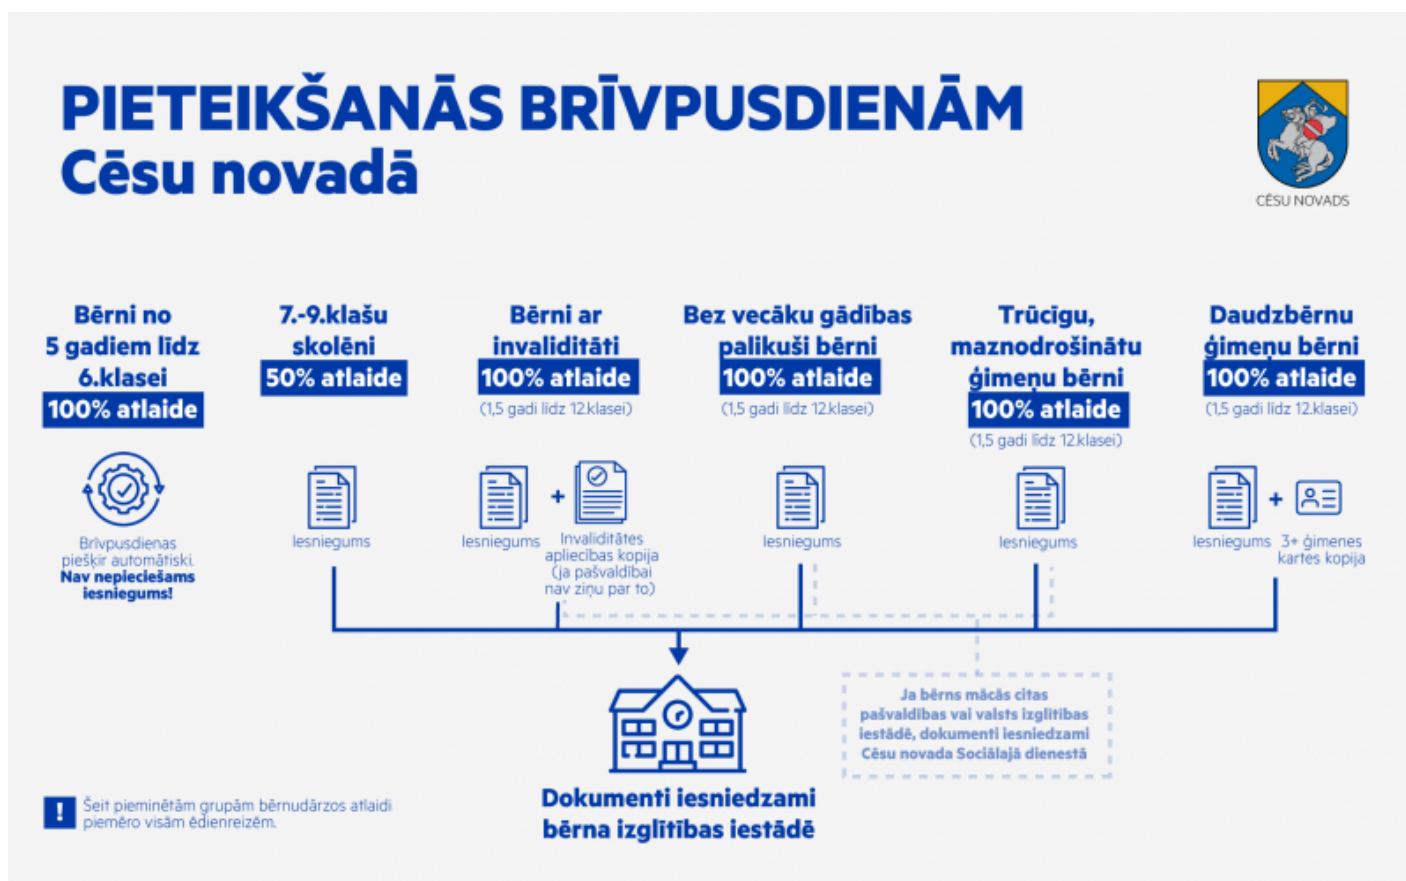 PIETEIKŠANĀS BRĪVPUSDIENĀM
Cēsu novadā
CĒSU NOVADS
Bērni no
5 gadiem līdz
6.klasei
100% atlaide
Brīvpusdienas
piešķir automātiski.
Nav nepieciešams
iesniegums!
7.-9.klašu
skolēni
50% atlaide
Iesniegums
Bērni ar
invaliditāti
100% atlaide
(1,5 gadi līdz 12.klasei)
Iesniegums
+
Invaliditātes
apliecības kopija
(ja pašvaldībai
nav ziņu par to)
Bez vecāku gādības
palikuši bērni
100% atlaide
(1,5 gadi līdz 12.klasei)
Iesniegums
Trūcīgu,
maznodrošinātu
ģimeņu bērni
100% atlaide
(1,5 gadi līdz 12.klasei)
Iesniegums
Daudzbērnu
ģimeņu bērni
100% atlaide
(1,5 gadi līdz 12.klasei)
Iesniegums
+
3+ ģimenes
kartes kopija
Ja bērns mācās citas
pašvaldības vai valsts izglītības
iestādē, dokumenti iesniedzami
Cēsu novada Sociālajā dienestā
Dokumenti iesniedzami
bērna izglītības iestādē
!
Šeit pieminētām grupām bērnudārzos atlaidi
piemēro visām ēdienreizēm.